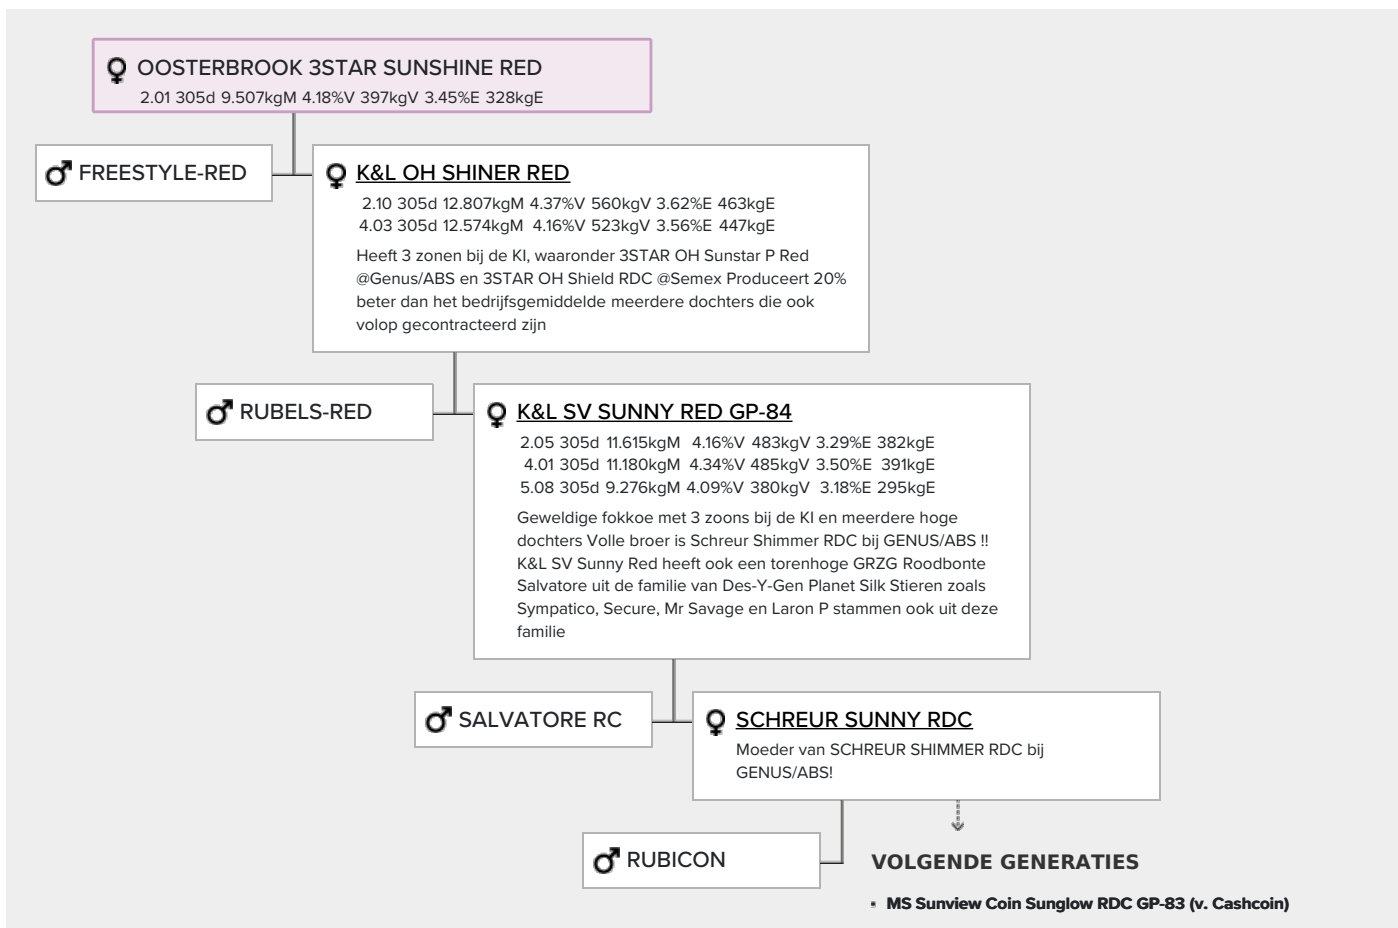 OOSTERBROOK 3STAR SUNSHINE RED
2.01 305d 9.507kgM 4.18%V 397kgV 3.45%E 328kgE
FREESTYLE-RED
K&L OH SHINER RED
2.10 305d 12.807kgM 4.37%V 560kgV 3.62%E 463kgE
4.03 305d 12.574kgM 4.16%V 523kgV 3.56%E 447kgE
Heeft 3 zonen bij de KI, waaronder 3STAR OH Sunstar P Red
@Genus/ABS en 3STAR OH Shield RDC @Semex Produceert 20%
beter dan het bedrijfsgemiddelde meerdere dochters die ook
volop gecontracteerd zijn
RUBELS-RED
K&L SV SUNNY RED GP-84
2.05 305d 11.615kgM 4.16%V 483kgV 3.29%E 382kgE
4.01 305d 11.180kgM 4.34%V 485kgV 3.50%E 391kgE
5.08 305d 9.276kgM 4.09%V 380kgV 3.18%E 295kgE
Geweldige fokkoe met 3 zoons bij de KI en meerdere hoge
dochters Volle broer is Schreur Shimmer RDC bij GENUS/ABS !!
K&L SV Sunny Red heeft ook een torenhoge GRZG Roodbonte
Salvatore uit de familie van Des-Y-Gen Planet Silk Stieren zoals
Sympatico, Secure, Mr Savage en Laron P stammen ook uit deze
familie
SALVATORE RC
SCHREUR SUNNY RDC
Moeder van SCHREUR SHIMMER RDC bij
GENUS/ABS!
RUBICON
VOLGENDE GENERATIES
▪ MS Sunview Coin Sunglow RDC GP-83 (v. Cashcoin)